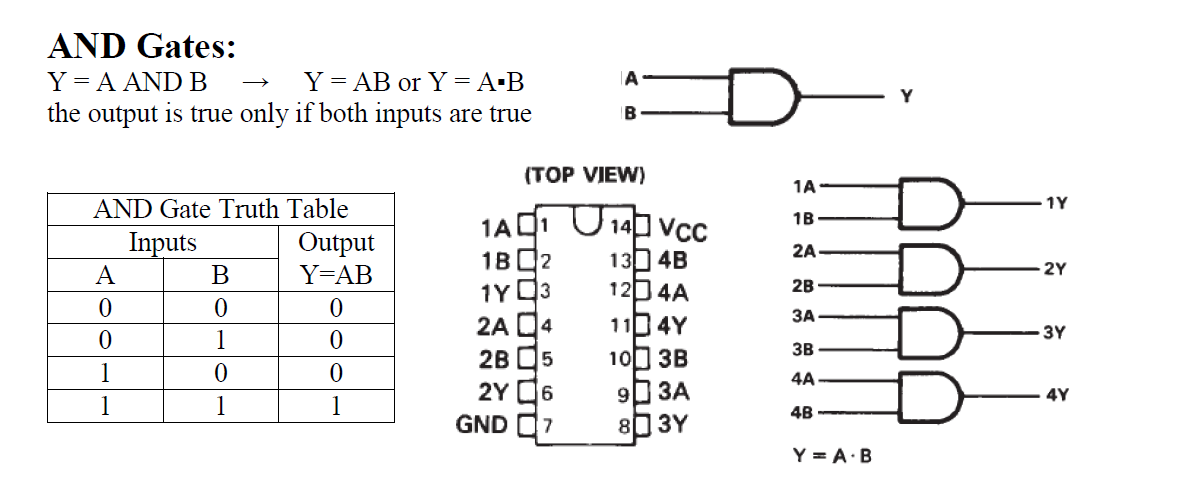 AND Gates:
Y = A AND B → Y = AB or Y = A▪B
the output is true only if both inputs are true
A
B
Y
AND Gate Truth Table
Inputs Output
A B Y=AB
0 0 0
0 1 0
1 0 0
1 1 1
(TOP VIEW)
1A 1 14 VCC
1B 2 13 4B
1Y 3 12 4A
2A 4 11 4Y
2B 5 10 3B
2Y 6 9 3A
GND 7 8 3Y
1A
1Y
1B
2A
2Y
2B
3A
3Y
3B
4A
4Y
4B
Y = A · B